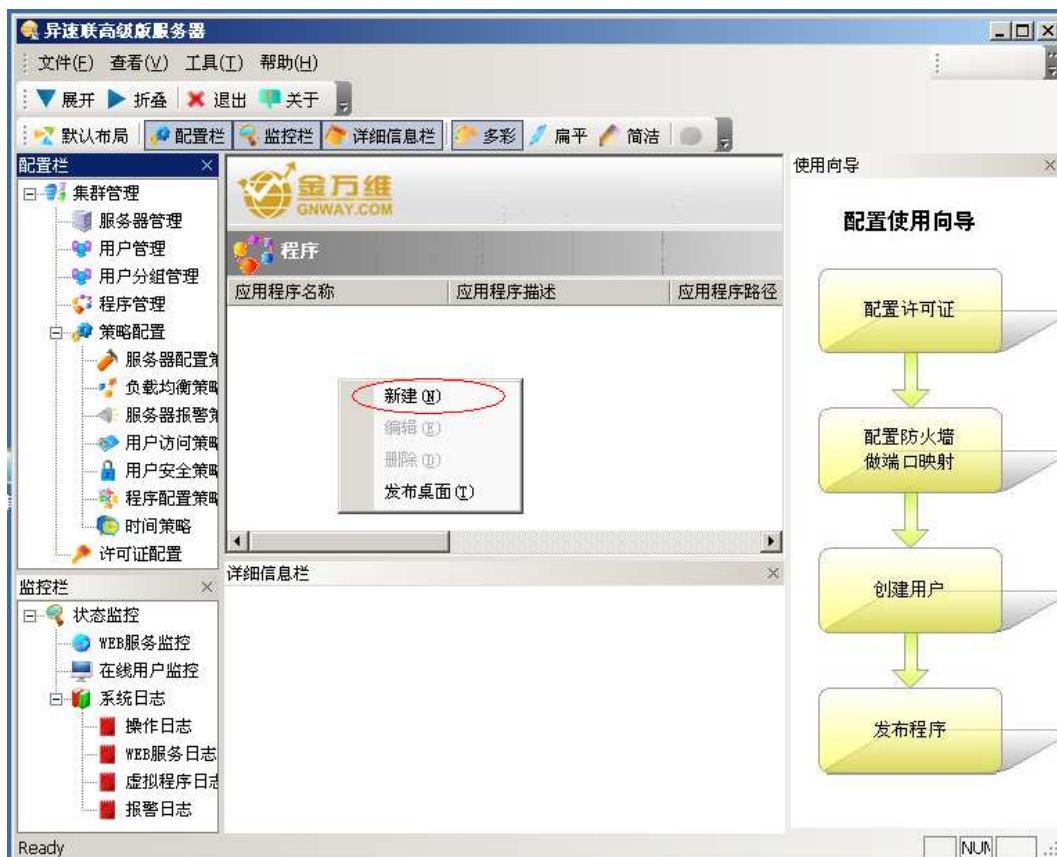 异速联高级版服务器
文件(F) 查看(V) 工具(T) 帮助(H)
展开 折叠 退出 关于
默认布局 配置栏 监控栏 详细信息栏 多彩 扁平 简洁
配置栏
集群管理
服务器管理
用户管理
用户分组管理
程序管理
策略配置
服务器配置
负载均衡策略
服务器报警
用户访问策略
用户安全策略
程序配置策略
时间策略
许可证配置
监控栏
状态监控
WEB服务监控
在线用户监控
系统日志
操作日志
WEB服务日志
虚拟程序日志
报警日志
金万维
GNWAY.COM
程序
应用程序名称 应用程序描述 应用程序路径
新建(N)
编辑(E)
删除(D)
发布桌面(T)
详细信息栏
使用向导
配置使用向导
配置许可证
配置防火墙
做端口映射
创建用户
发布程序
Ready
NUM